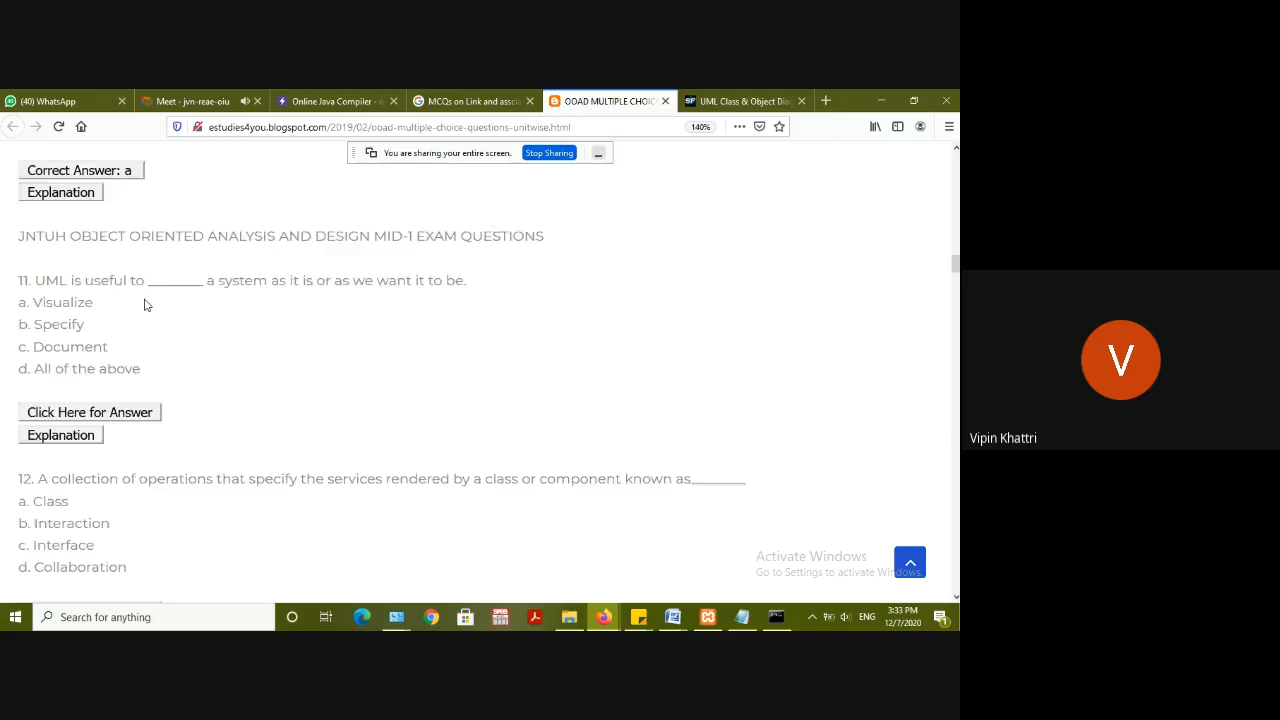 (40) WhatsApp
Meet - jvn-reae-oiu
Online Java Compiler - o
MCQs on Link and assc
OOAD MULTIPLE CHOIC
SF UML Class & Object Dia
estudies4you.blogspot.com/2019/02/ooad-multiple-choice-questions-unitwise.html
140%
You are sharing your entire screen. Stop Sharing
Correct Answer: a
Explanation
JNTUH OBJECT ORIENTED ANALYSIS AND DESIGN MID-1 EXAM QUESTIONS
11. UML is useful to _______ a system as it is or as we want it to be.
a. Visualize
b. Specify
c. Document
d. All of the above
Click Here for Answer
Explanation
12. A collection of operations that specify the services rendered by a class or component known as_______
a. Class
b. Interaction
c. Interface
d. Collaboration
Activate Windows
Go to Settings to activate Windows.
Search for anything
ENG
3:33 PM
12/7/2020
1
V
Vipin Khattri